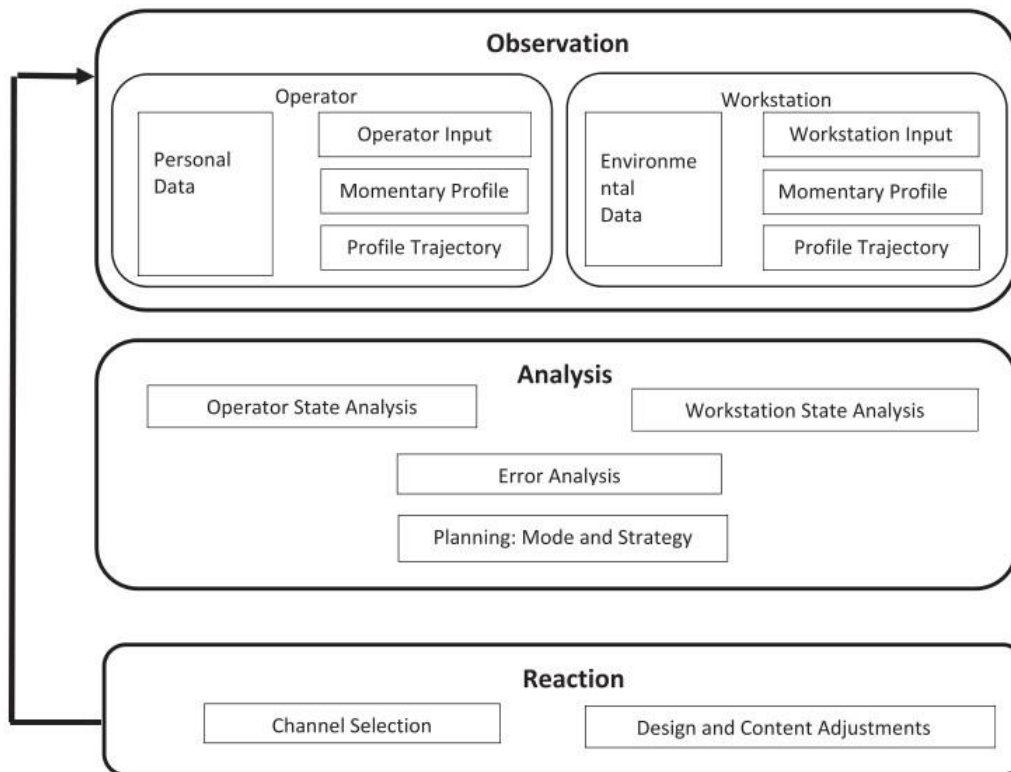 Observation
Operator
Personal
Data
Operator Input
Momentary Profile
Profile Trajectory
Workstation
Environme
ntal
Data
Workstation Input
Momentary Profile
Profile Trajectory
Analysis
Operator State Analysis
Workstation State Analysis
Error Analysis
Planning: Mode and Strategy
Reaction
Channel Selection
Design and Content Adjustments